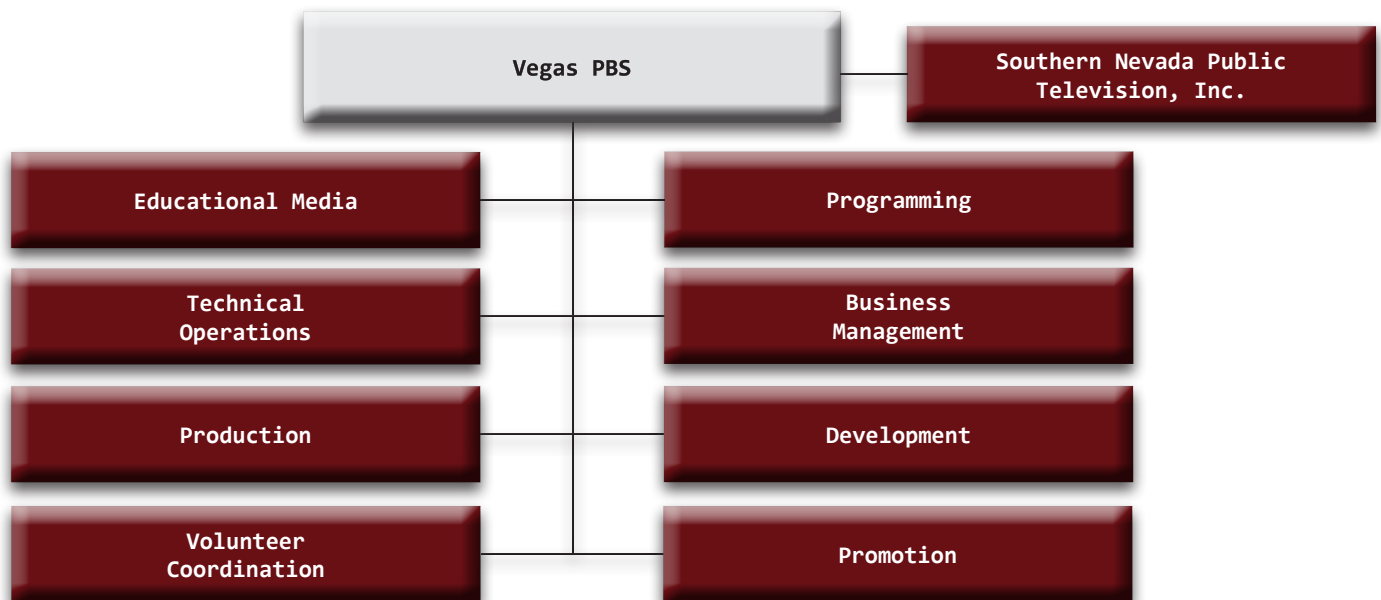 Vegas PBS
Southern Nevada Public
Television, Inc.
Educational Media
Programming
Technical
Operations
Business
Management
Production
Development
Volunteer
Coordination
Promotion